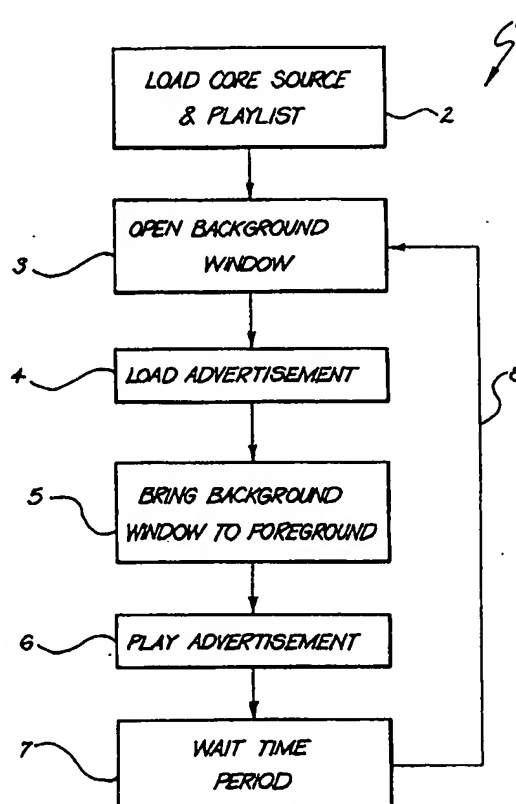 LOAD CORE SOURCE
& PLAYLIST
2
OPEN BACKGROUND
WINDOW
3
4
LOAD ADVERTISEMENT
8
5
BRING BACKGROUND
WINDOW TO FOREGROUND
6
PLAY ADVERTISEMENT
7
WAIT TIME
PERIOD